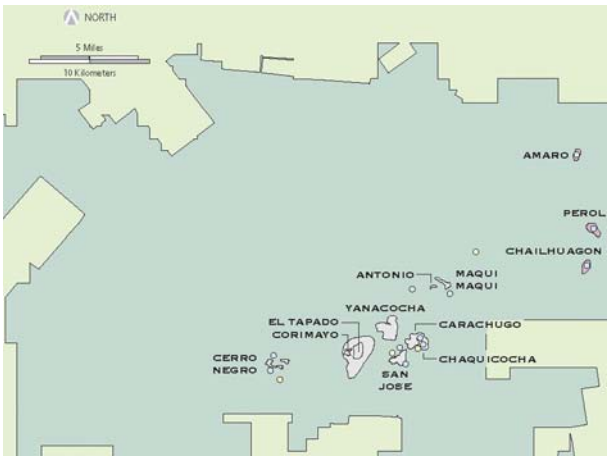 NORTH
5 Miles
10 Kilometers
AMARO
PEROL
CHAILHUAGON
ANTONIO
MAQUI
MAQUI
YANACOCHA
EL TAPADO
CORIMAYO
CARACHUGO
CERRO
NEGRO
CHAQUICOCHA
SAN
JOSE